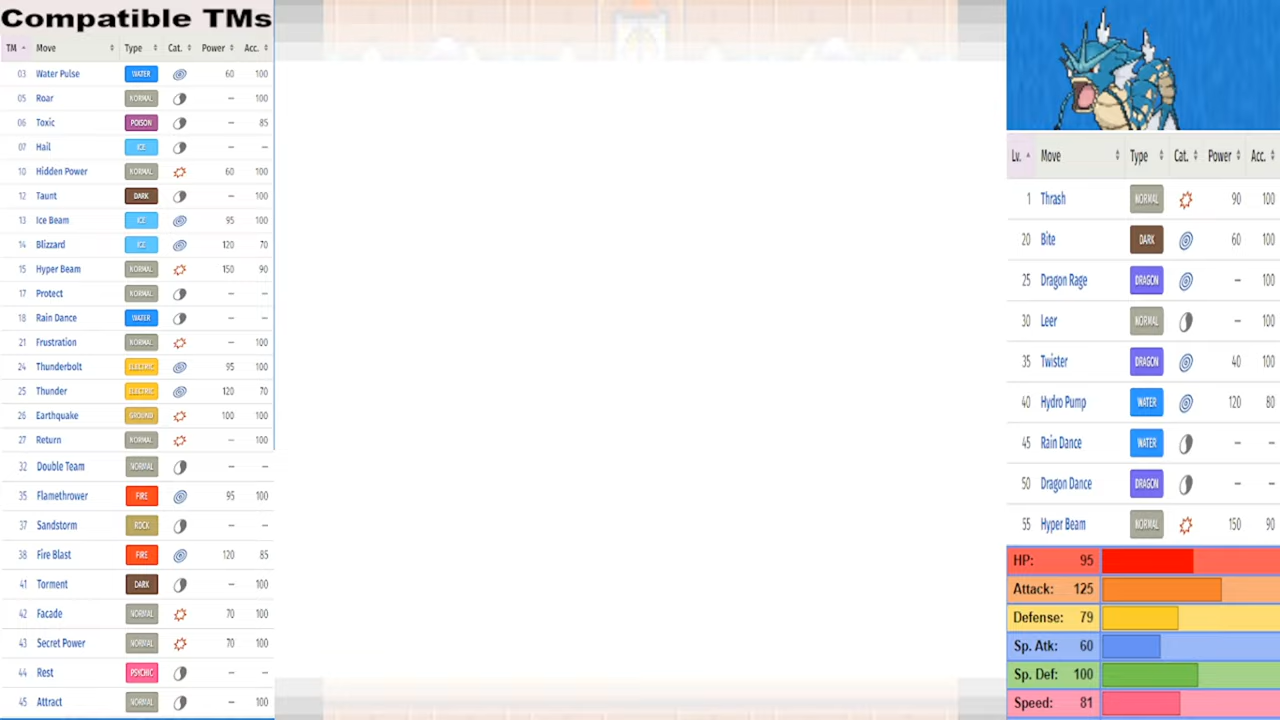 Compatible TMs
TM Move Type Cat. Power Acc.
03 Water Pulse WATER 60 100
05 Roar NORMAL — 100
06 Toxic POISON — 85
07 Hail ICE — —
10 Hidden Power NORMAL 60 100
12 Taunt DARK — 100
13 Ice Beam ICE 95 100
14 Blizzard ICE 120 70
15 Hyper Beam NORMAL 150 90
17 Protect NORMAL — —
18 Rain Dance WATER — —
21 Frustration NORMAL — 100
24 Thunderbolt ELECTRIC 95 100
25 Thunder ELECTRIC 120 70
26 Earthquake GROUND 100 100
27 Return NORMAL — 100
32 Double Team NORMAL — —
35 Flamethrower FIRE 95 100
37 Sandstorm ROCK — —
38 Fire Blast FIRE 120 85
41 Torment DARK — 100
42 Facade NORMAL 70 100
43 Secret Power NORMAL 70 100
44 Rest PSYCHIC — —
45 Attract NORMAL — 100
Lv. Move Type Cat. Power Acc.
1 Thrash NORMAL 90 100
20 Bite DARK 60 100
25 Dragon Rage DRAGON — 100
30 Leer NORMAL — 100
35 Twister DRAGON 40 100
40 Hydro Pump WATER 120 80
45 Rain Dance WATER — —
50 Dragon Dance DRAGON — —
55 Hyper Beam NORMAL 150 90
HP: 95
Attack: 125
Defense: 79
Sp. Atk: 60
Sp. Def: 100
Speed: 81